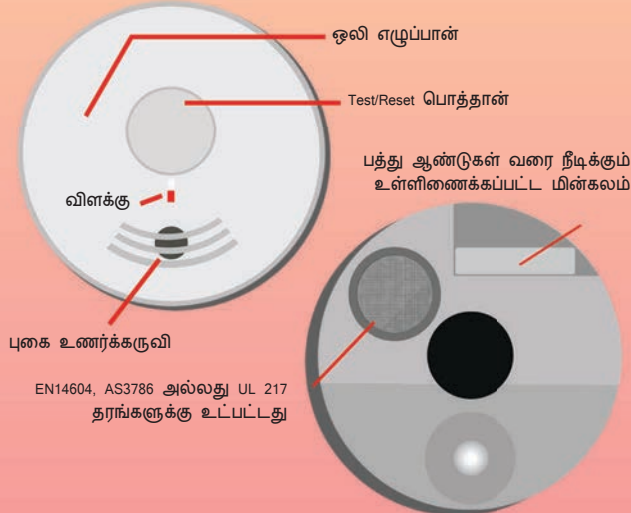 ஒலி எழுப்பான்
Test/Reset பொத்தான்
பத்து ஆண்டுகள் வரை நீடிக்கும்
உள்ளிணைக்கப்பட்ட மின்கலம்
விளக்கு
புகை உணர்க்கருவி
EN14604, AS3786 அல்லது UL 217
தரங்களுக்கு உட்பட்டது